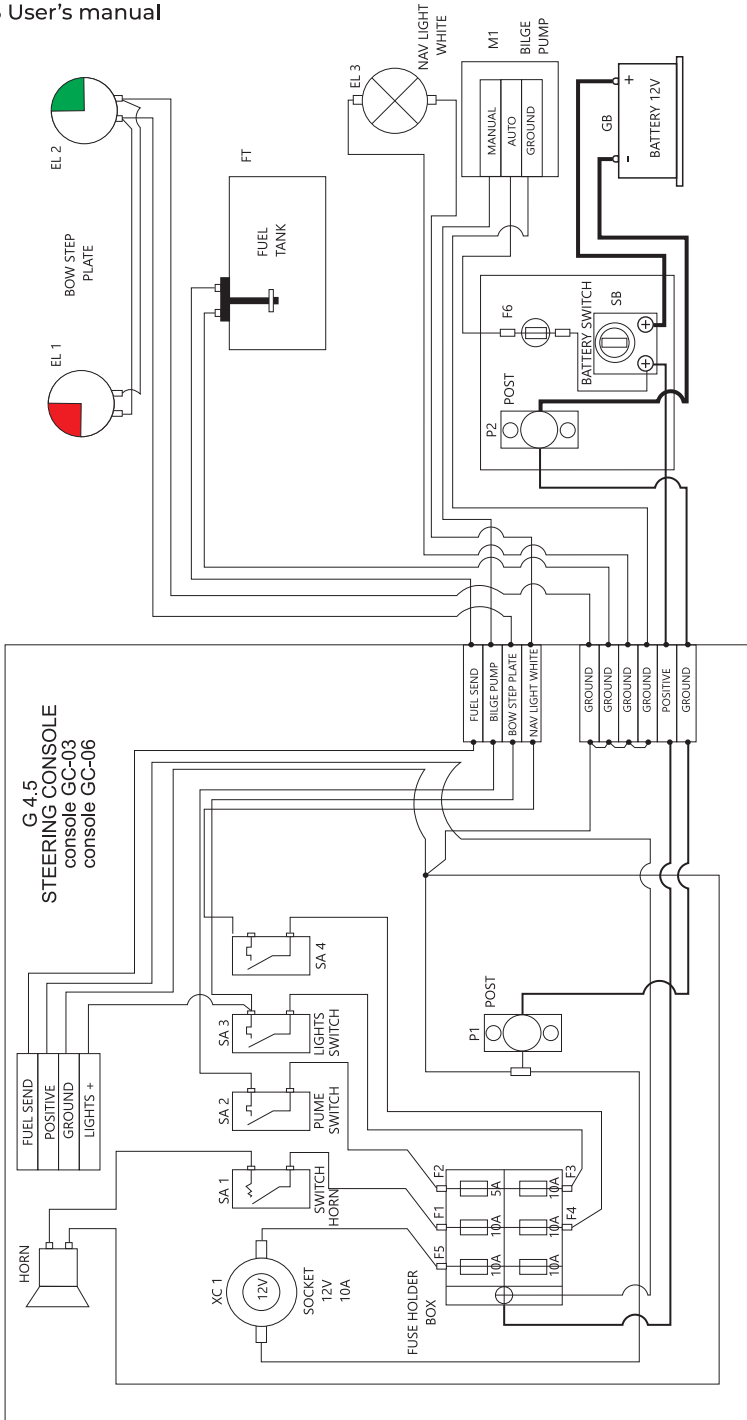 User's manual
G 4.5
STEERING CONSOLE
console GC-03
console GC-06
EL 2
BOW STEP
PLATE
EL 1
FT
FUEL
TANK
EL 3
NAV LIGHT
WHITE
M1
BILGE
PUMP
MANUAL
AUTO
GROUND
GB
BATTERY 12V
+
-
F6
BATTERY SWITCH
SB
+
+
P2
POST
FUEL SEND
BILGE PUMP
BOW STEP PLATE
NAV LIGHT WHITE
GROUND
GROUND
GROUND
GROUND
POSITIVE
GROUND
FUEL SEND
POSITIVE
GROUND
LIGHTS +
HORN
SA 4
SA 3
LIGHTS
SWITCH
SA 2
PUME
SWITCH
SA 1
SWITCH
HORN
XC 1
12V
SOCKET
12V
10A
P1
POST
FUSE HOLDER
BOX
F5
F1
F2
10A
10A
5A
10A
10A
10A
F4
F3